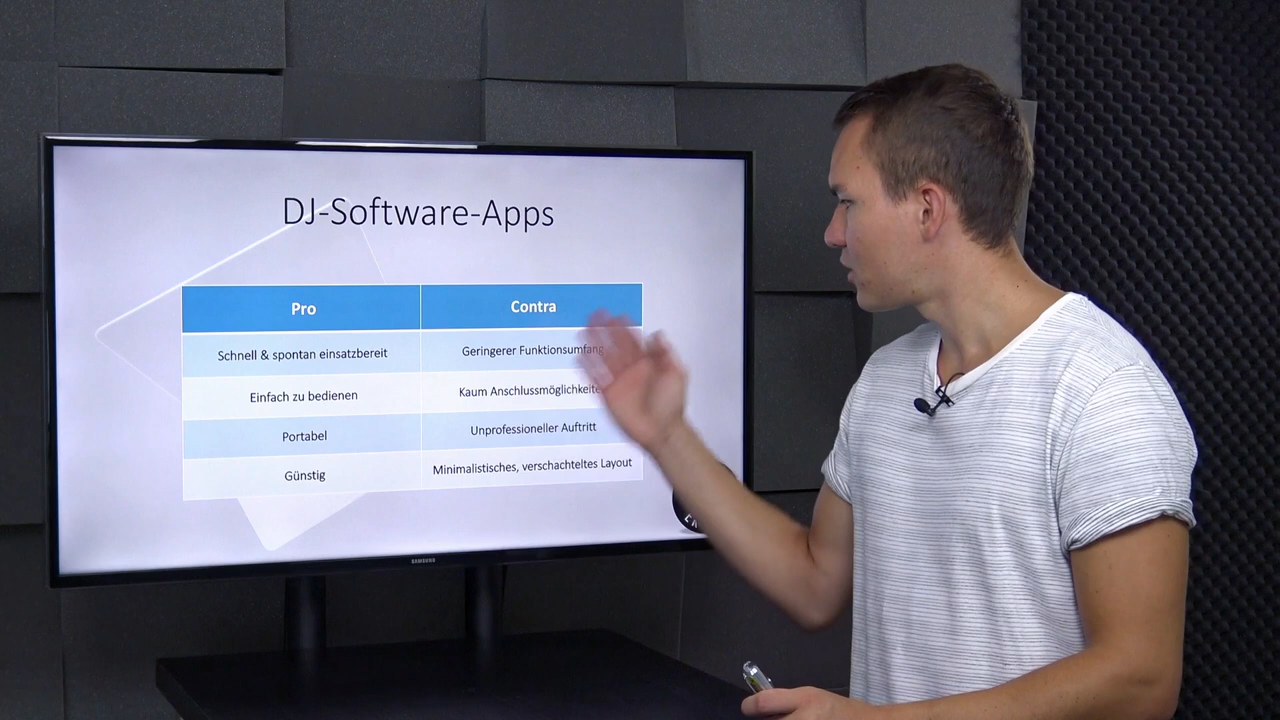 DJ-Software-Apps
Pro
Contra
Schnell & spontan einsatzbereit
Geringerer Funktionsumfang
Einfach zu bedienen
Kaum
Portabel
Unprofessioneller Auftritt
Günstig
Minimalistisches, verschachteltes Layout
SAMSUNG